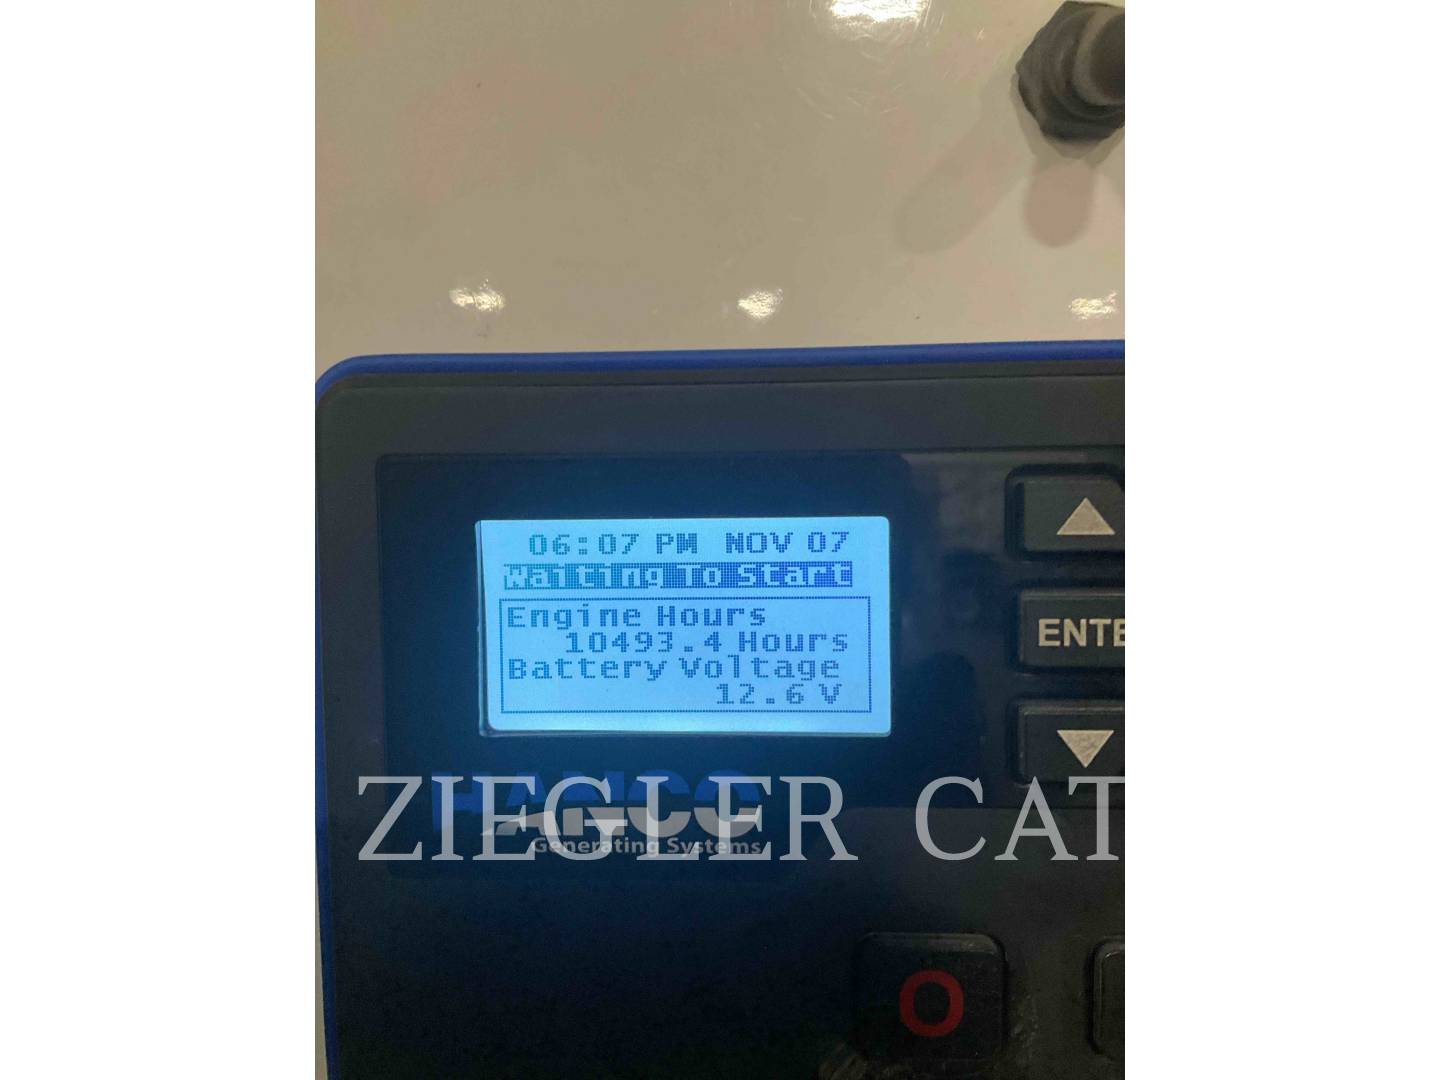 06:07 PM NOV 07
Waiting To Start
Engine Hours
10493.4 Hours
Battery Voltage
12.6 V
ENTE
HAMCO
Generating Systems
ZIEGLER CAT
O